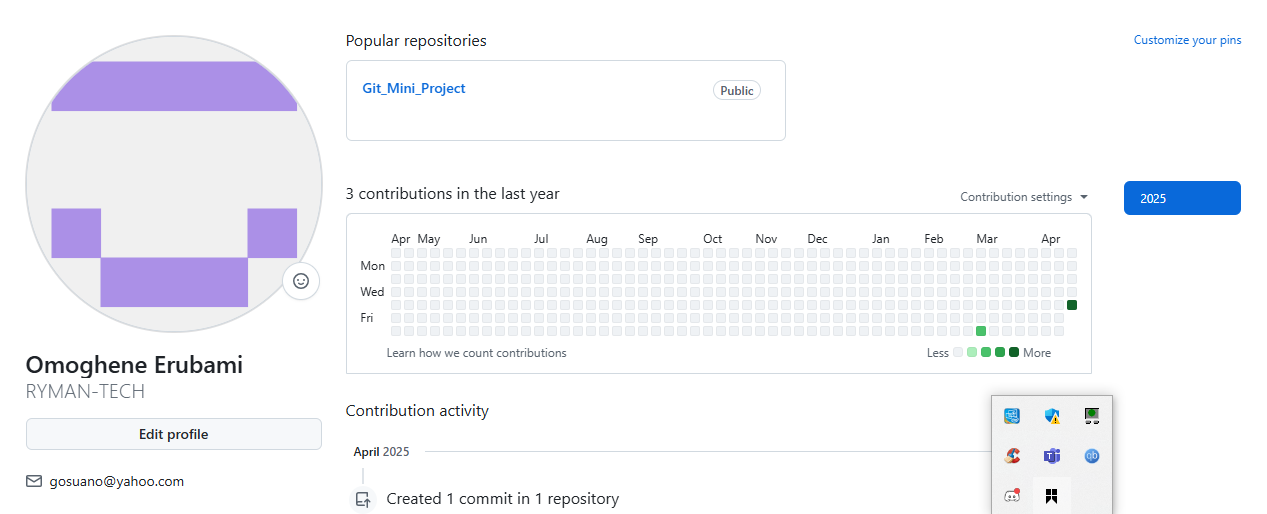 Popular repositories
Customize your pins
Git_Mini_Project
Public
3 contributions in the last year
Contribution settings
2025
Apr May Jun Jul Aug Sep Oct Nov Dec Jan Feb Mar Apr
Mon
Wed
Fri
Learn how we count contributions
Less
More
Omoghene Erubami
RYMAN-TECH
Edit profile
gosuano@yahoo.com
Contribution activity
April 2025
Created 1 commit in 1 repository
qb